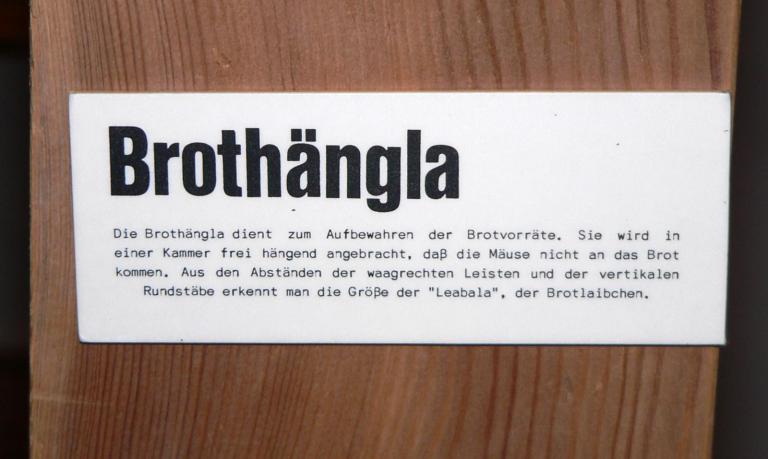 Brothängla
Die Brothängla dient zum Aufbewahren der Brotvorräte. Sie wird in
einer Kammer frei hängend angebracht, daß die Mäuse nicht an das Brot
kommen. Aus den Abständen der waagrechten Leisten und der vertikalen
Rundstäbe erkennt man die Größe der "Leabala", der Brotlaibchen.